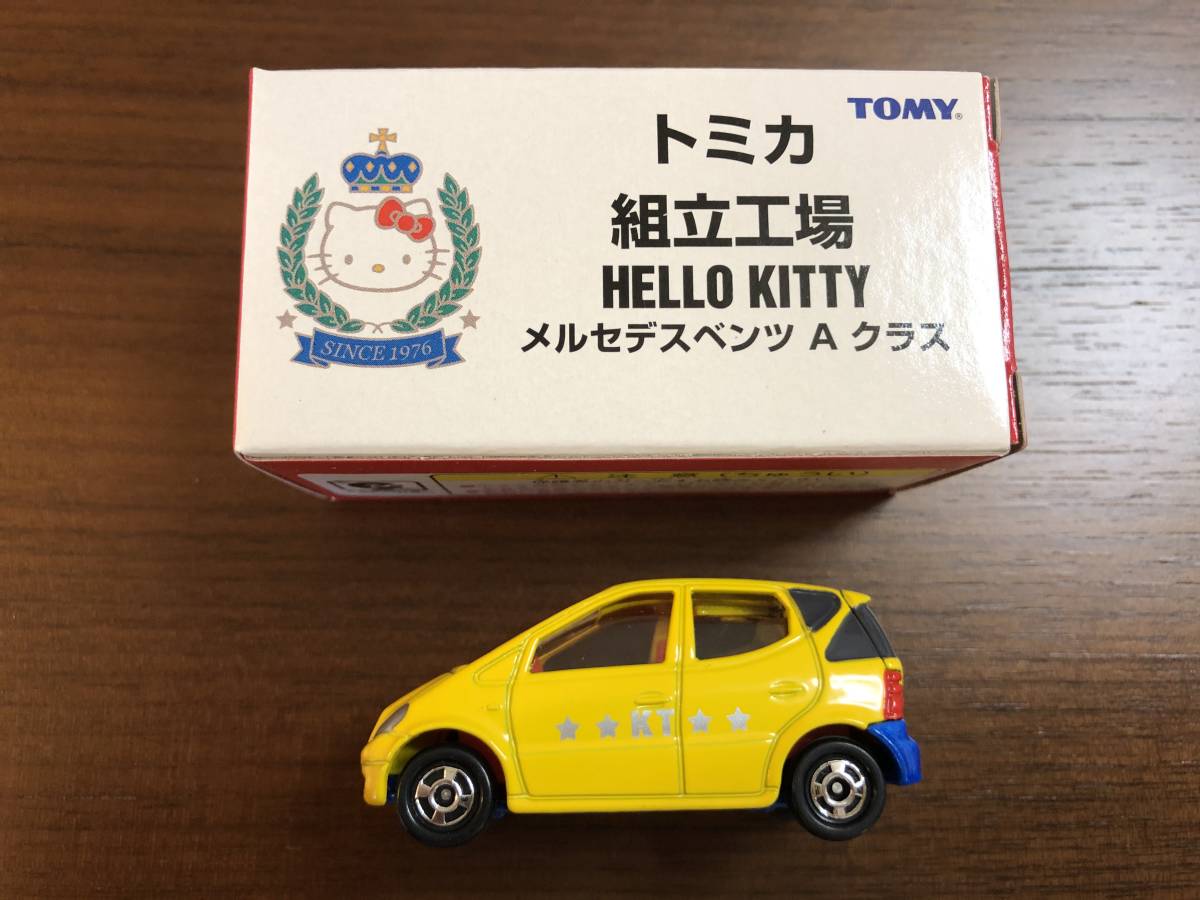 TOMY®
トミカ
組立工場
HELLO KITTY
メルセデスベンツ A クラス
SINCE 1976
KT